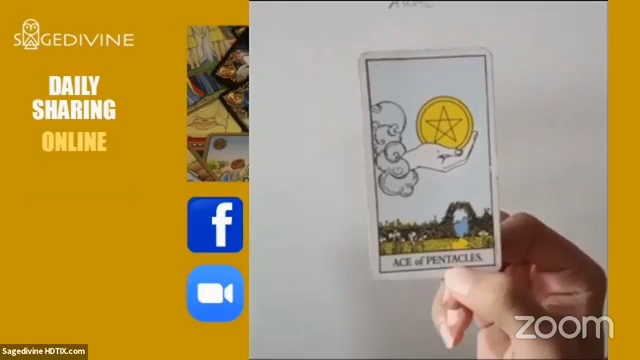 SAGEDIVINE
DAILY
SHARING
ONLINE
ACE of PENTACLES.
zoom
Sagedivine HDTIX.com